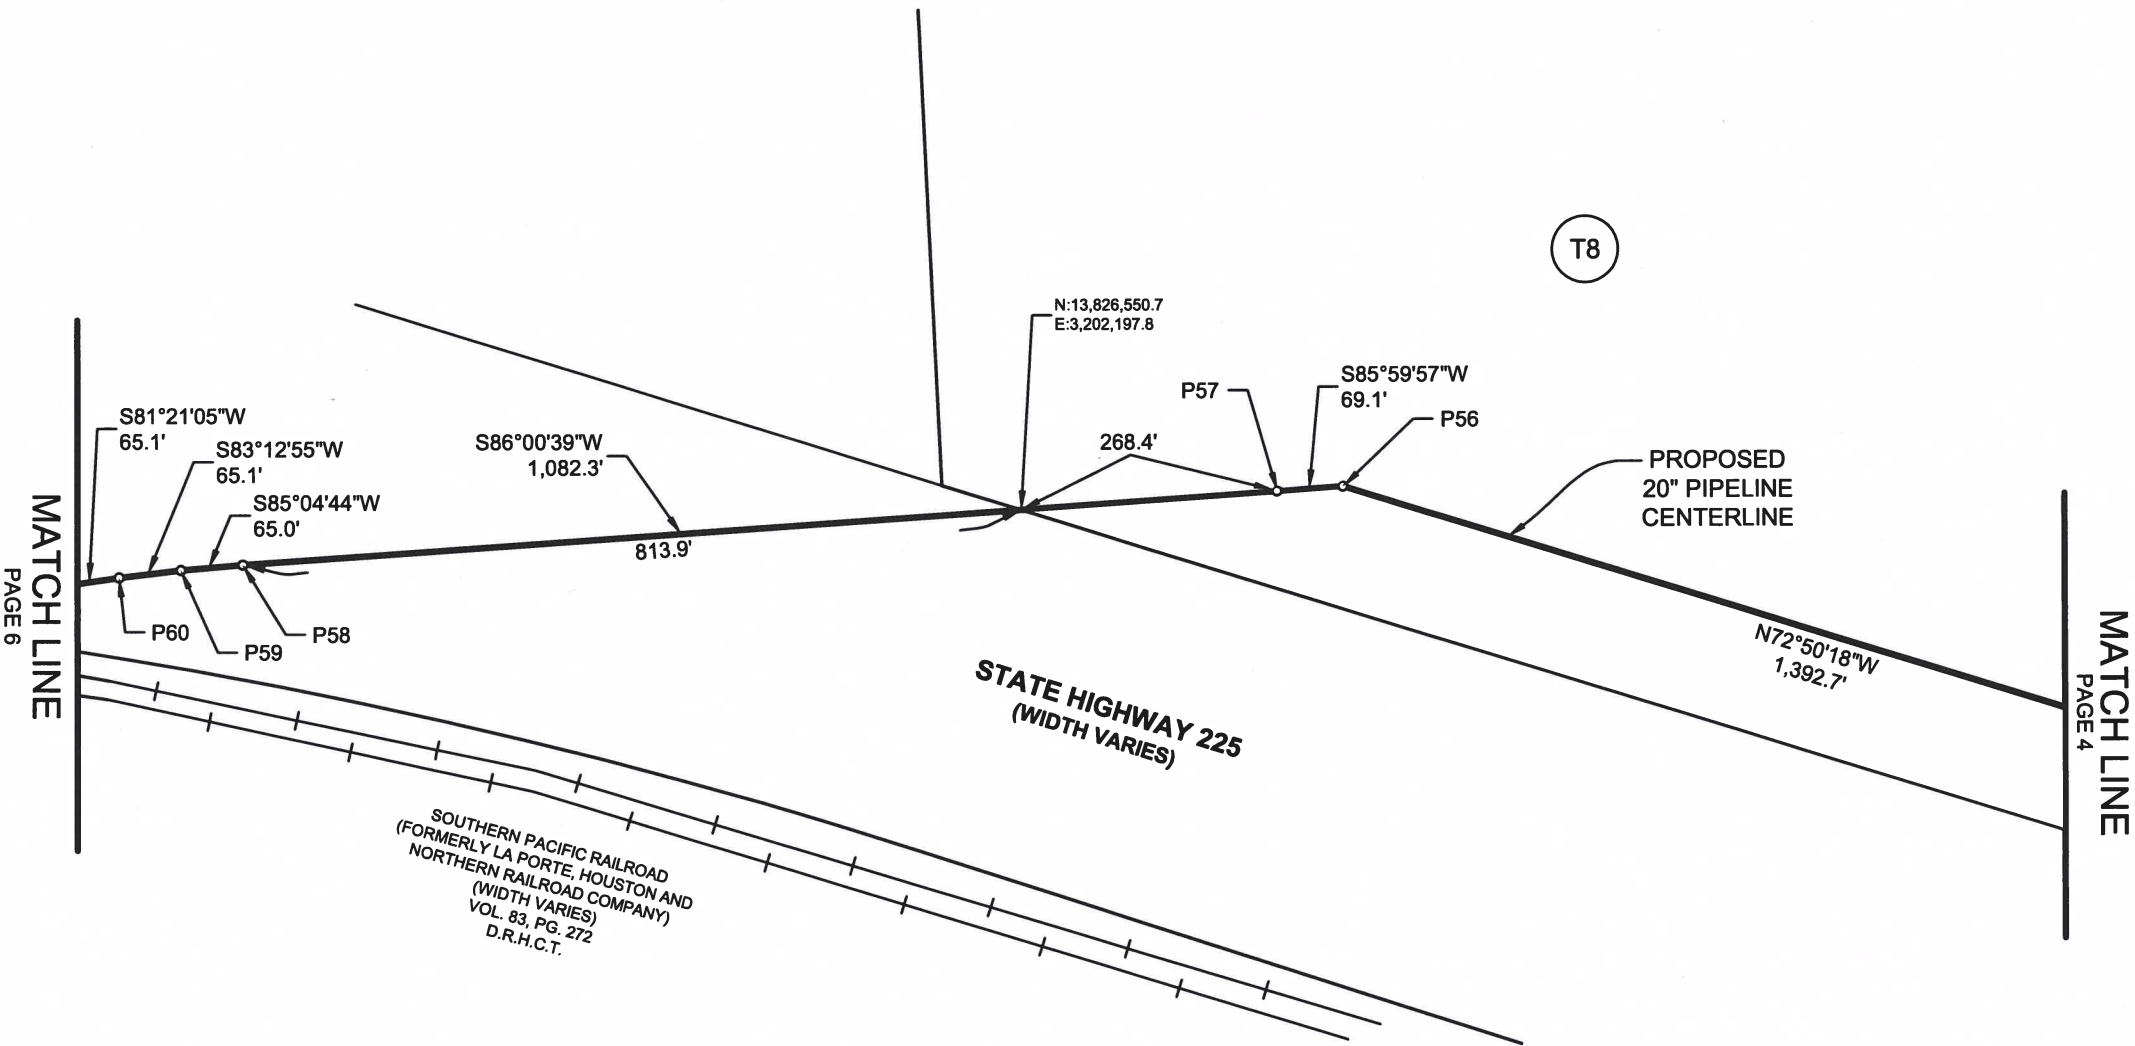 T8
N:13,826,550.7
E:3,202,197.8
P57
S85°59'57"W
69.1'
P56
268.4'
PROPOSED
20" PIPELINE
CENTERLINE
S81°21'05"W
65.1'
S83°12'55"W
65.1'
S85°04'44"W
65.0'
S86°00'39"W
1,082.3'
813.9'
P60
P59
P58
MATCH LINE
PAGE 6
N72°50'18"W
1,392.7'
MATCH LINE
PAGE 4
STATE HIGHWAY 225
(WIDTH VARIES)
SOUTHERN PACIFIC RAILROAD
(FORMERLY LA PORTE, HOUSTON AND
NORTHERN RAILROAD COMPANY)
(WIDTH VARIES)
VOL. 83, PG. 272
D.R.H.C.T.